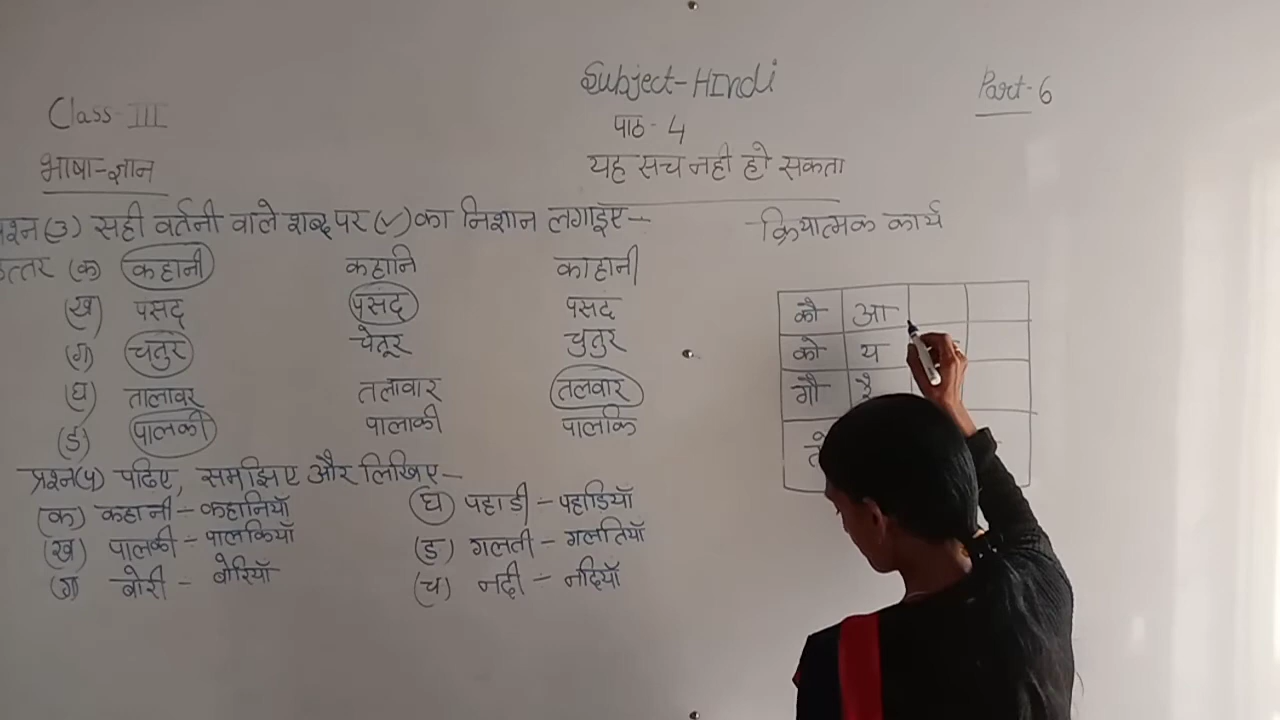 Subject-HIndi
Part-6
Class-III
पाठ-4
भाषा-ज्ञान
यह सच नही हो सकता
प्रश्न(3) सही वर्तनी वाले शब्द पर (✓) का निशान लगाइए-
उत्तर (क) कहानी कहानि काहानी
(ख) पसद पसंद पसद
(ग) चतुर चेतूर चुतुर
(घ) तालावर तलावार तलवार
(ड) पालकी पालाकी पालकि
प्रश्न(४) पढिए, समझिए और लिखिए-
(क) कहानी - कहानियाँ
(ख) पालकी - पालकियाँ
(ग) बोरी - बोरियाँ
(घ) पहाडी - पहाडियाँ
(ड) गलती - गलतियाँ
(च) नदी - नदियाँ
-क्रियात्मक कार्य
कौ आ
को य
गौ रै